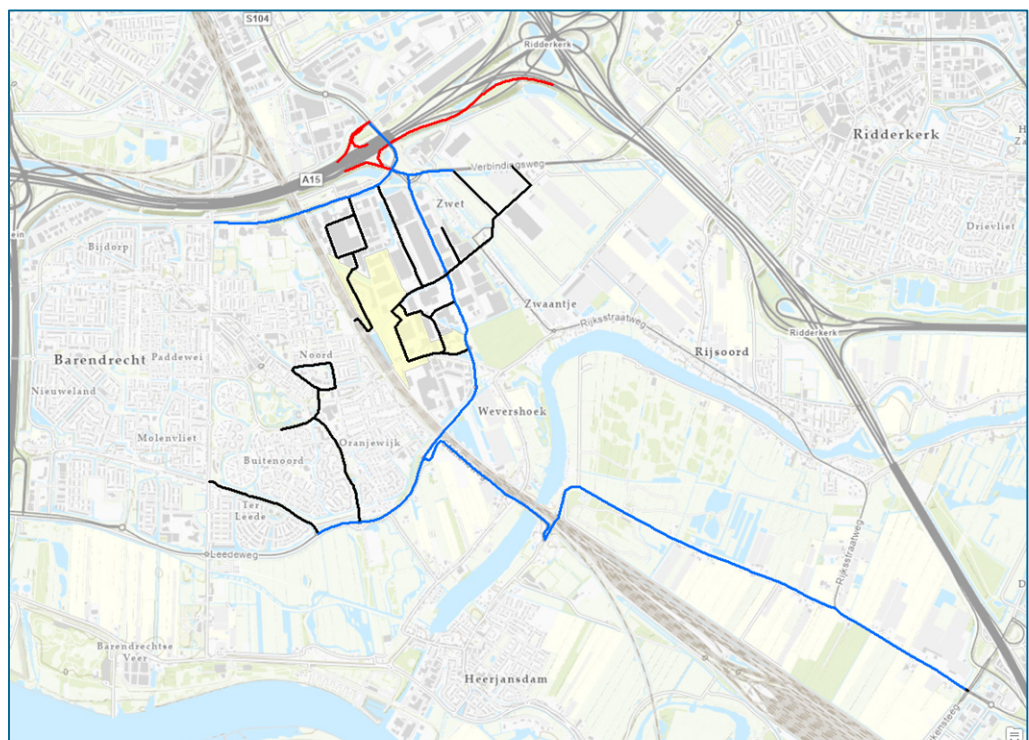 S104
Ridderkerk
Ridderkerk
A15
Verbindingsweg
Zwet
Bijdorp
Drievliet
Zwaantje
Rijksstraatweg
Ridderkerk
Barendrecht
Paddewei
Noord
Rijsoord
Nieuweland
Wevershoek
Molenvliet
Oranjewijk
Buitenoord
Ter
Leede
Leedeweg
Rijksstraatweg
Barendrechtse
Veer
Heerjansdam